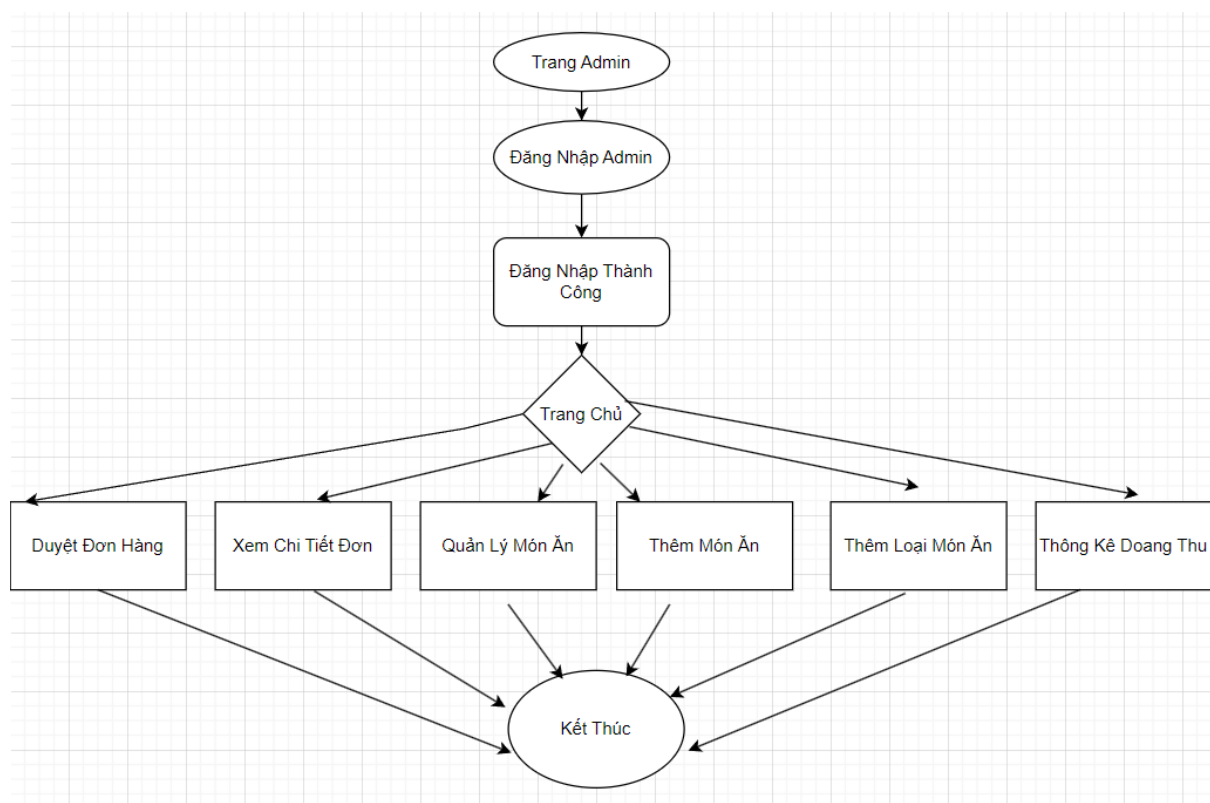 Trang Admin
Đăng Nhập Admin
Đăng Nhập Thành
Công
Trang Chủ
Duyệt Đơn Hàng
Xem Chi Tiết Đơn
Quản Lý Món Ăn
Thêm Món Ăn
Thêm Loại Món Ăn
Thông Kê Doang Thu
Kết Thúc